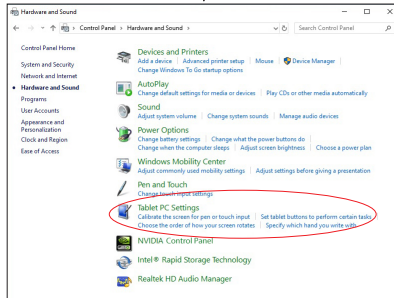 Hardware and Sound
Control Panel > Hardware and Sound >
Search Control Panel
Control Panel Home
System and Security
Network and Internet
Hardware and Sound
Programs
User Accounts
Appearance and
Personalization
Clock and Region
Ease of Access
Devices and Printers
Add a device | Advanced printer setup | Mouse | Device Manager |
Change Windows To Go startup options
AutoPlay
Change default settings for media or devices | Play CDs or other media automatically
Sound
Adjust system volume | Change system sounds | Manage audio devices
Power Options
Change battery settings | Change what the power buttons do |
Change when the computer sleeps | Adjust screen brightness | Choose a power plan
Windows Mobility Center
Adjust commonly used mobility settings | Adjust settings before giving a presentation
Pen and Touch
Change touch input settings
Tablet PC Settings
Calibrate the screen for pen or touch input | Set tablet buttons to perform certain tasks
Choose the order of how your screen rotates | Specify which hand you write with
NVIDIA Control Panel
Intel® Rapid Storage Technology
Realtek HD Audio Manager